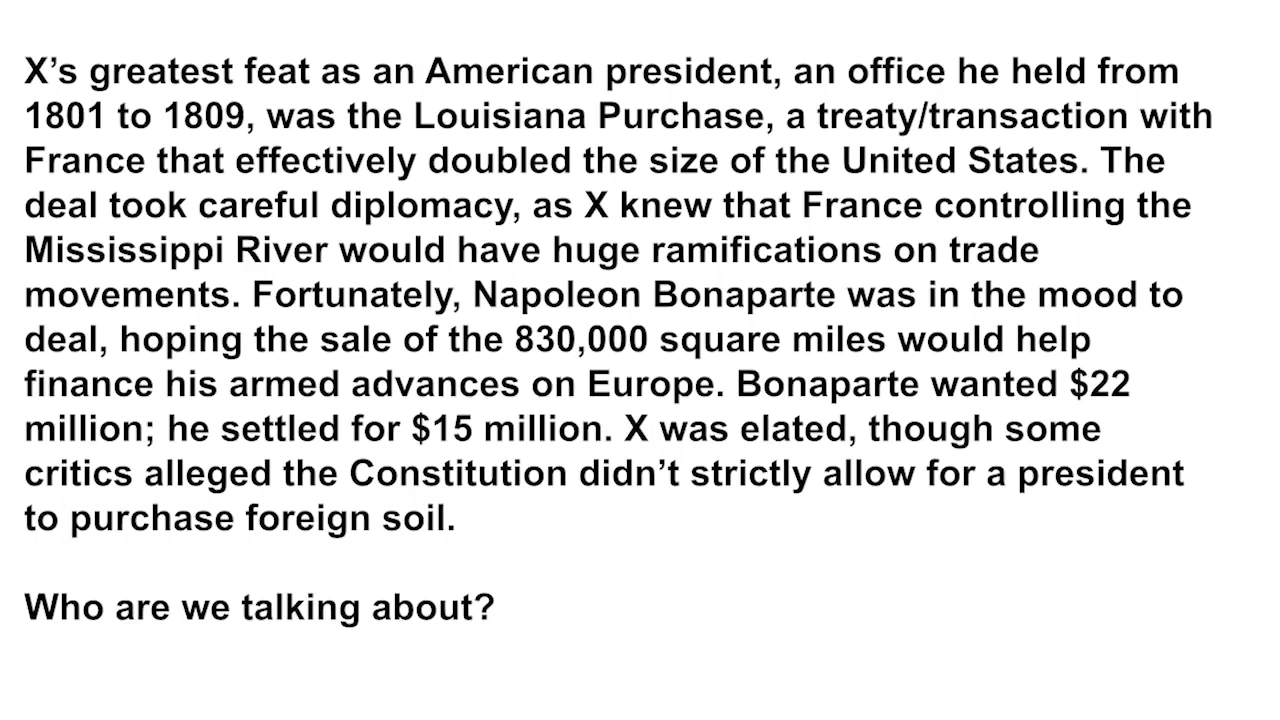 X’s greatest feat as an American president, an office he held from
1801 to 1809, was the Louisiana Purchase, a treaty/transaction with
France that effectively doubled the size of the United States. The
deal took careful diplomacy, as X knew that France controlling the
Mississippi River would have huge ramifications on trade
movements. Fortunately, Napoleon Bonaparte was in the mood to
deal, hoping the sale of the 830,000 square miles would help
finance his armed advances on Europe. Bonaparte wanted $22
million; he settled for $15 million. X was elated, though some
critics alleged the Constitution didn’t strictly allow for a president
to purchase foreign soil.
Who are we talking about?